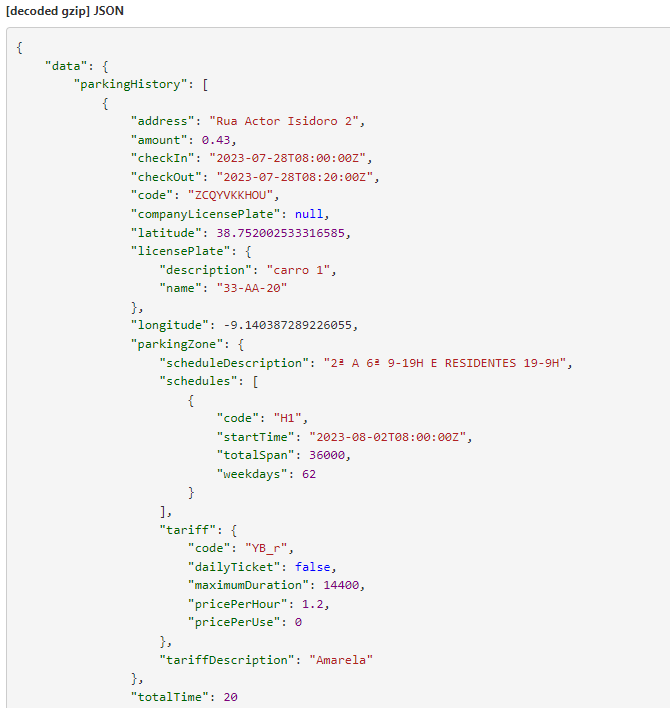 [decoded gzip] JSON
{
"data": {
"parkingHistory": [
{
"address": "Rua Actor Isidoro 2",
"amount": 0.43,
"checkIn": "2023-07-28T08:00:00Z",
"checkOut": "2023-07-28T08:20:00Z",
"code": "ZCQYVKKHOU",
"companyLicensePlate": null,
"latitude": 38.752002533316585,
"licensePlate": {
"description": "carro 1",
"name": "33-AA-20"
},
"longitude": -9.140387289226055,
"parkingZone": {
"scheduleDescription": "2ª A 6ª 9-19H E RESIDENTES 19-9H",
"schedules": [
{
"code": "H1",
"startTime": "2023-08-02T08:00:00Z",
"totalSpan": 36000,
"weekdays": 62
}
],
"tariff": {
"code": "YB_r",
"dailyTicket": false,
"maximumDuration": 14400,
"pricePerHour": 1.2,
"pricePerUse": 0
},
"tariffDescription": "Amarela"
},
"totalTime": 20